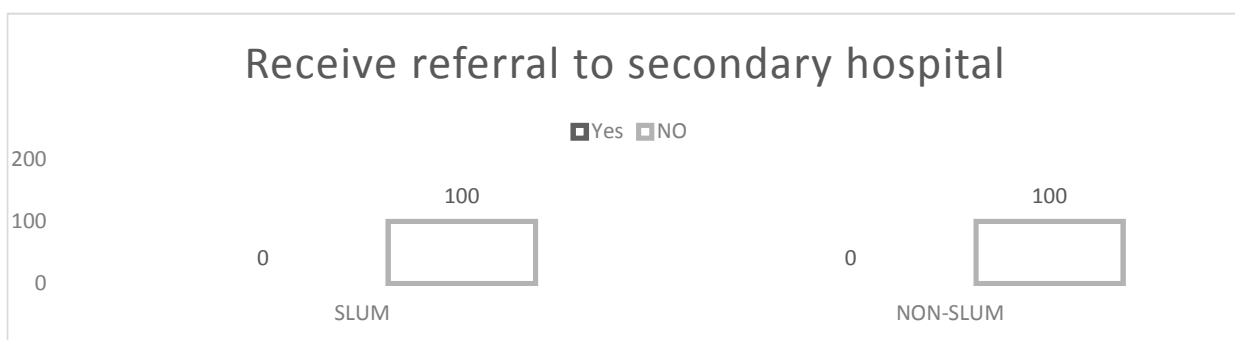 Receive referral to secondary hospital
Yes NO
200
100 100
100
0 0
0
SLUM NON-SLUM